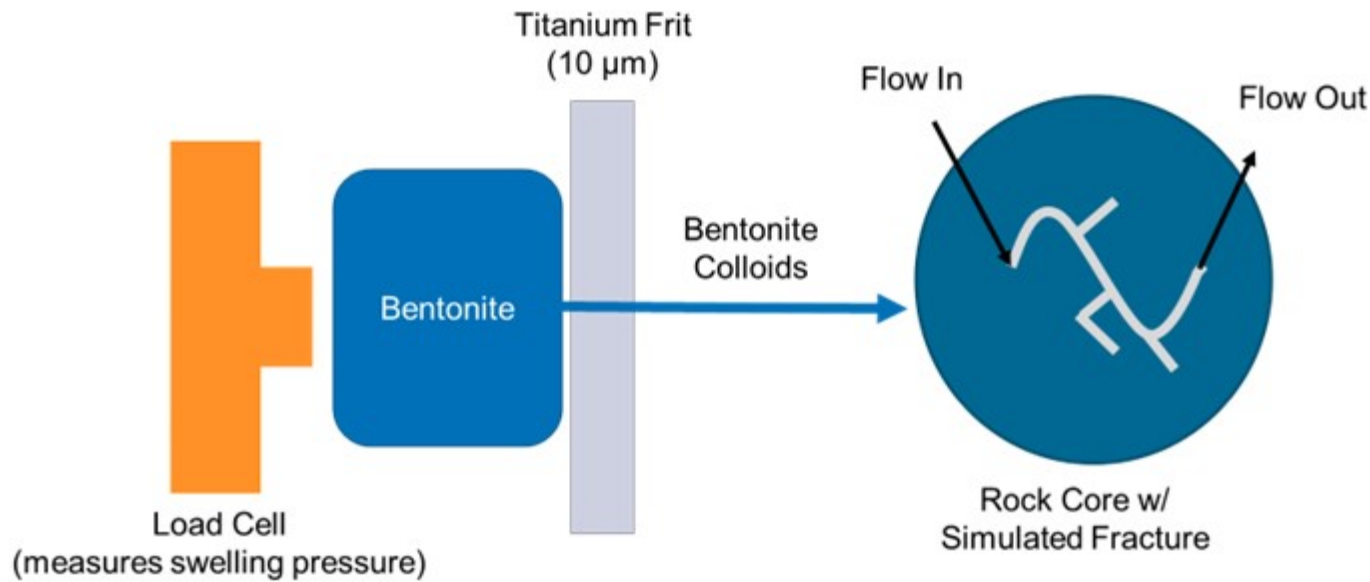 Titanium Frit
(10 µm)
Flow In
Flow Out
Bentonite
Colloids
Bentonite
Load Cell
(measures swelling pressure)
Rock Core w/
Simulated Fracture